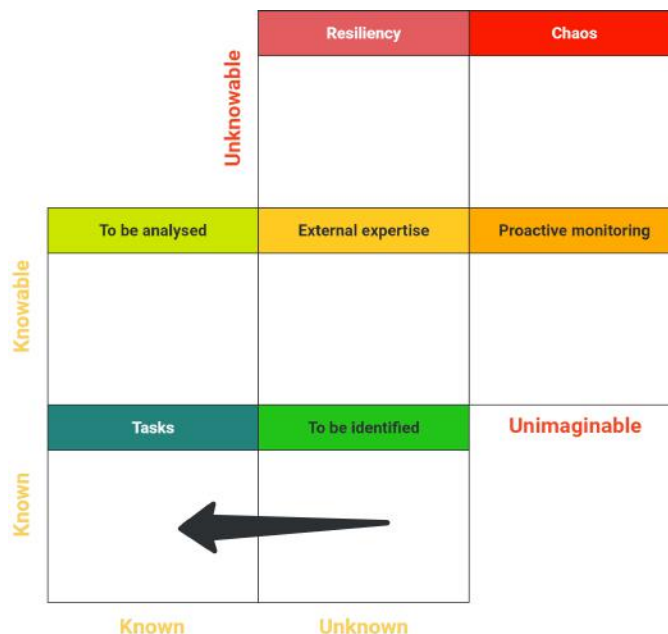 Resiliency
Chaos
Unknowable
To be analysed
External expertise
Proactive monitoring
Knowable
Tasks
To be identified
Unimaginable
Known
Known
Unknown